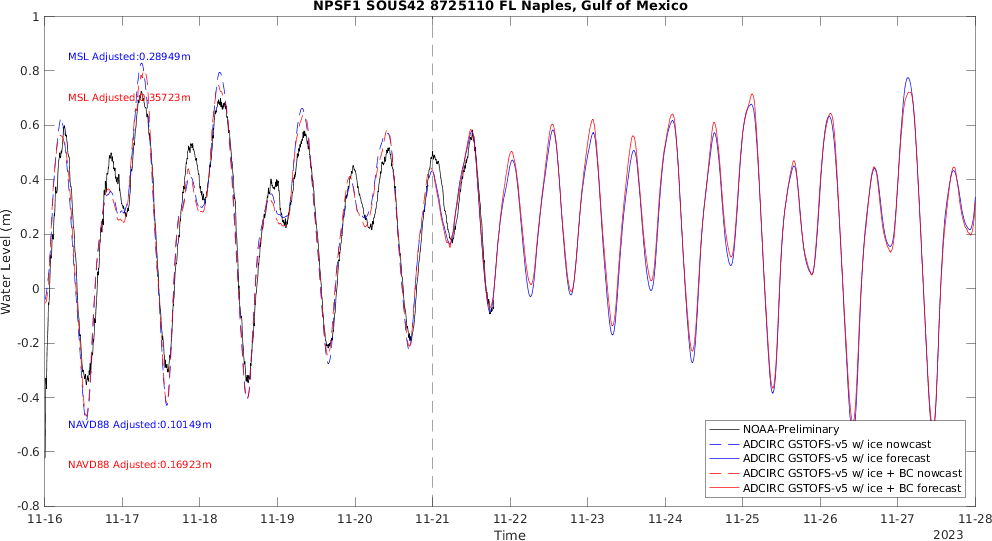 NPSF1 SOUS42 8725110 FL Naples, Gulf of Mexico
1
0.8
0.6
0.4
0.2
0
-0.2
-0.4
-0.6
-0.8
Water Level (m)
MSL Adjusted:0.28949m
MSL Adjusted:0.35723m
NAVD88 Adjusted:0.10149m
NAVD88 Adjusted:0.16923m
NOAA-Preliminary
ADCIRC GSTOFS-v5 w/ ice nowcast
ADCIRC GSTOFS-v5 w/ ice forecast
ADCIRC GSTOFS-v5 w/ ice + BC nowcast
ADCIRC GSTOFS-v5 w/ ice + BC forecast
11-16 11-17 11-18 11-19 11-20 11-21 11-22 11-23 11-24 11-25 11-26 11-27 11-28
Time
2023